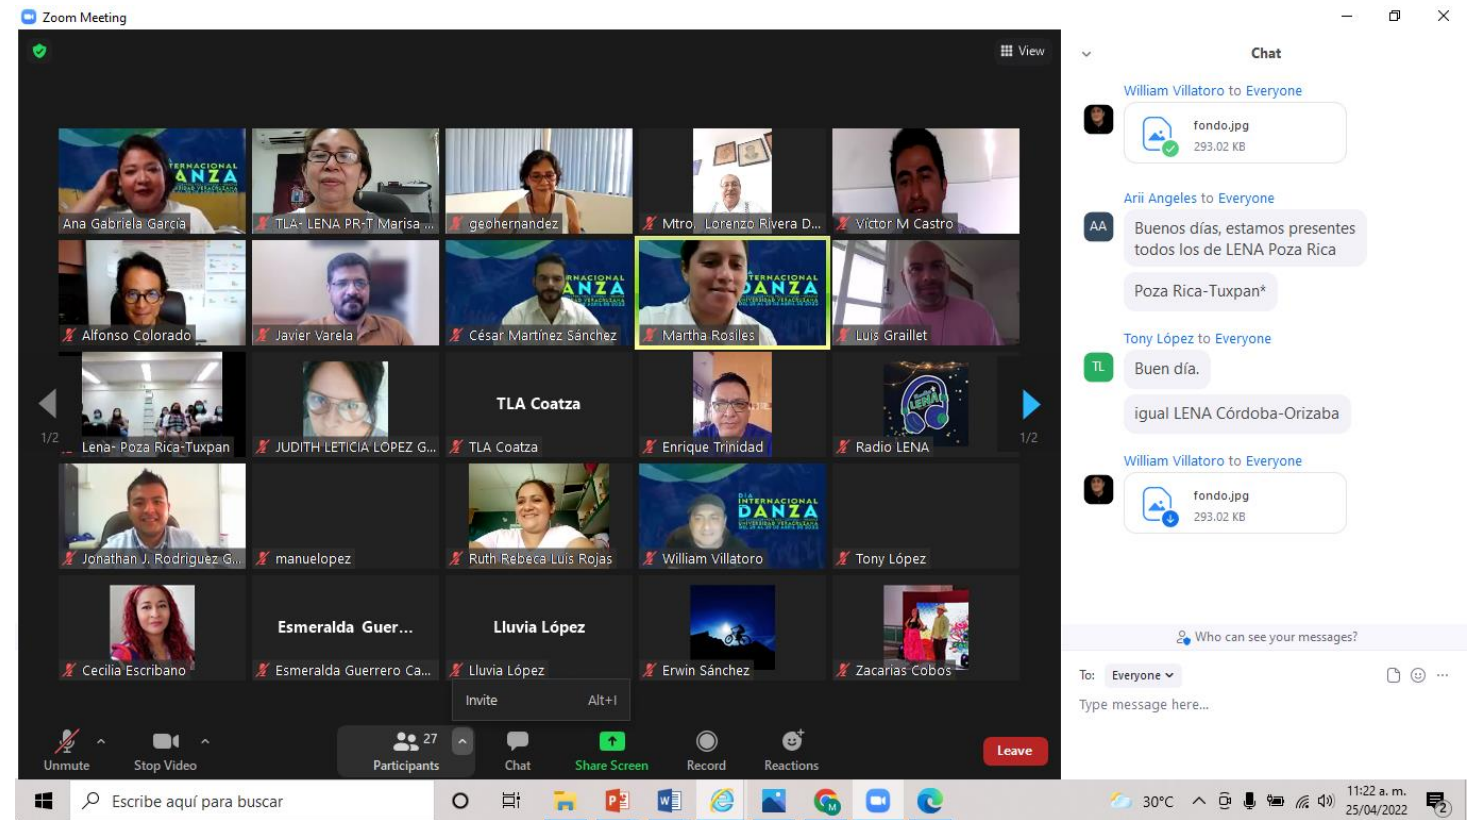 Zoom Meeting
View
Ana Gabriela García
TLA- LENA PR-T Marisa ...
geohernandez
Mtro. Lorenzo Rivera D...
Víctor M Castro
Alfonso Colorado
Javier Varela
César Martínez Sánchez
Martha Rosiles
Luis Graillet
1/2
Lena- Poza Rica-Tuxpan
JUDITH LETICIA LOPEZ G...
TLA Coatza
TLA Coatza
Enrique Trinidad
Radio LENA
1/2
Jonathan J. Rodriguez G...
manuelopez
Ruth Rebeca Luis Rojas
DÍA
INTERNACIONAL
DANZA
William Villatoro
Tony López
Cecilia Escribano
Esmeralda Guer...
Esmeralda Guerrero Ca...
Lluvia López
Lluvia López
Erwin Sánchez
Zacarias Cobos
Invite Alt+I
Unmute
Stop Video
27
Participants
Chat
Share Screen
Record
Reactions
Leave
Chat
William Villatoro to Everyone
fondo.jpg
293.02 KB
Arii Angeles to Everyone
AA
Buenos días, estamos presentes
todos los de LENA Poza Rica
Poza Rica-Tuxpan*
Tony López to Everyone
TL
Buen día.
igual LENA Córdoba-Orizaba
William Villatoro to Everyone
fondo.jpg
293.02 KB
Who can see your messages?
To: Everyone
Type message here...
Escribe aquí para buscar
30°C
11:22 a. m.
25/04/2022
2